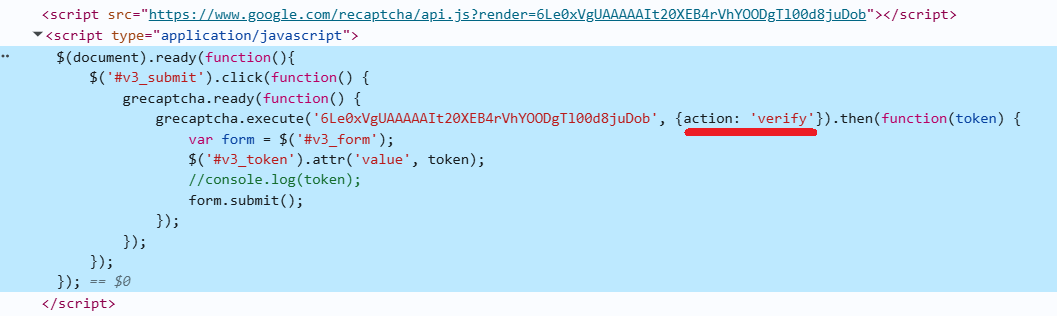 <script src="https://www.google.com/recaptcha/api.js?render=6Le0xVgUAAAAAIt20XEB4rVhYOODgTl00d8juDob"></script>
<script type="application/javascript">
$(document).ready(function(){
$('#v3_submit').click(function() {
grecaptcha.ready(function() {
grecaptcha.execute('6Le0xVgUAAAAAIt20XEB4rVhYOODgTl00d8juDob', {action: 'verify'}).then(function(token) {
var form = $('#v3_form');
$('#v3_token').attr('value', token);
//console.log(token);
form.submit();
});
});
});
}); == $0
</script>